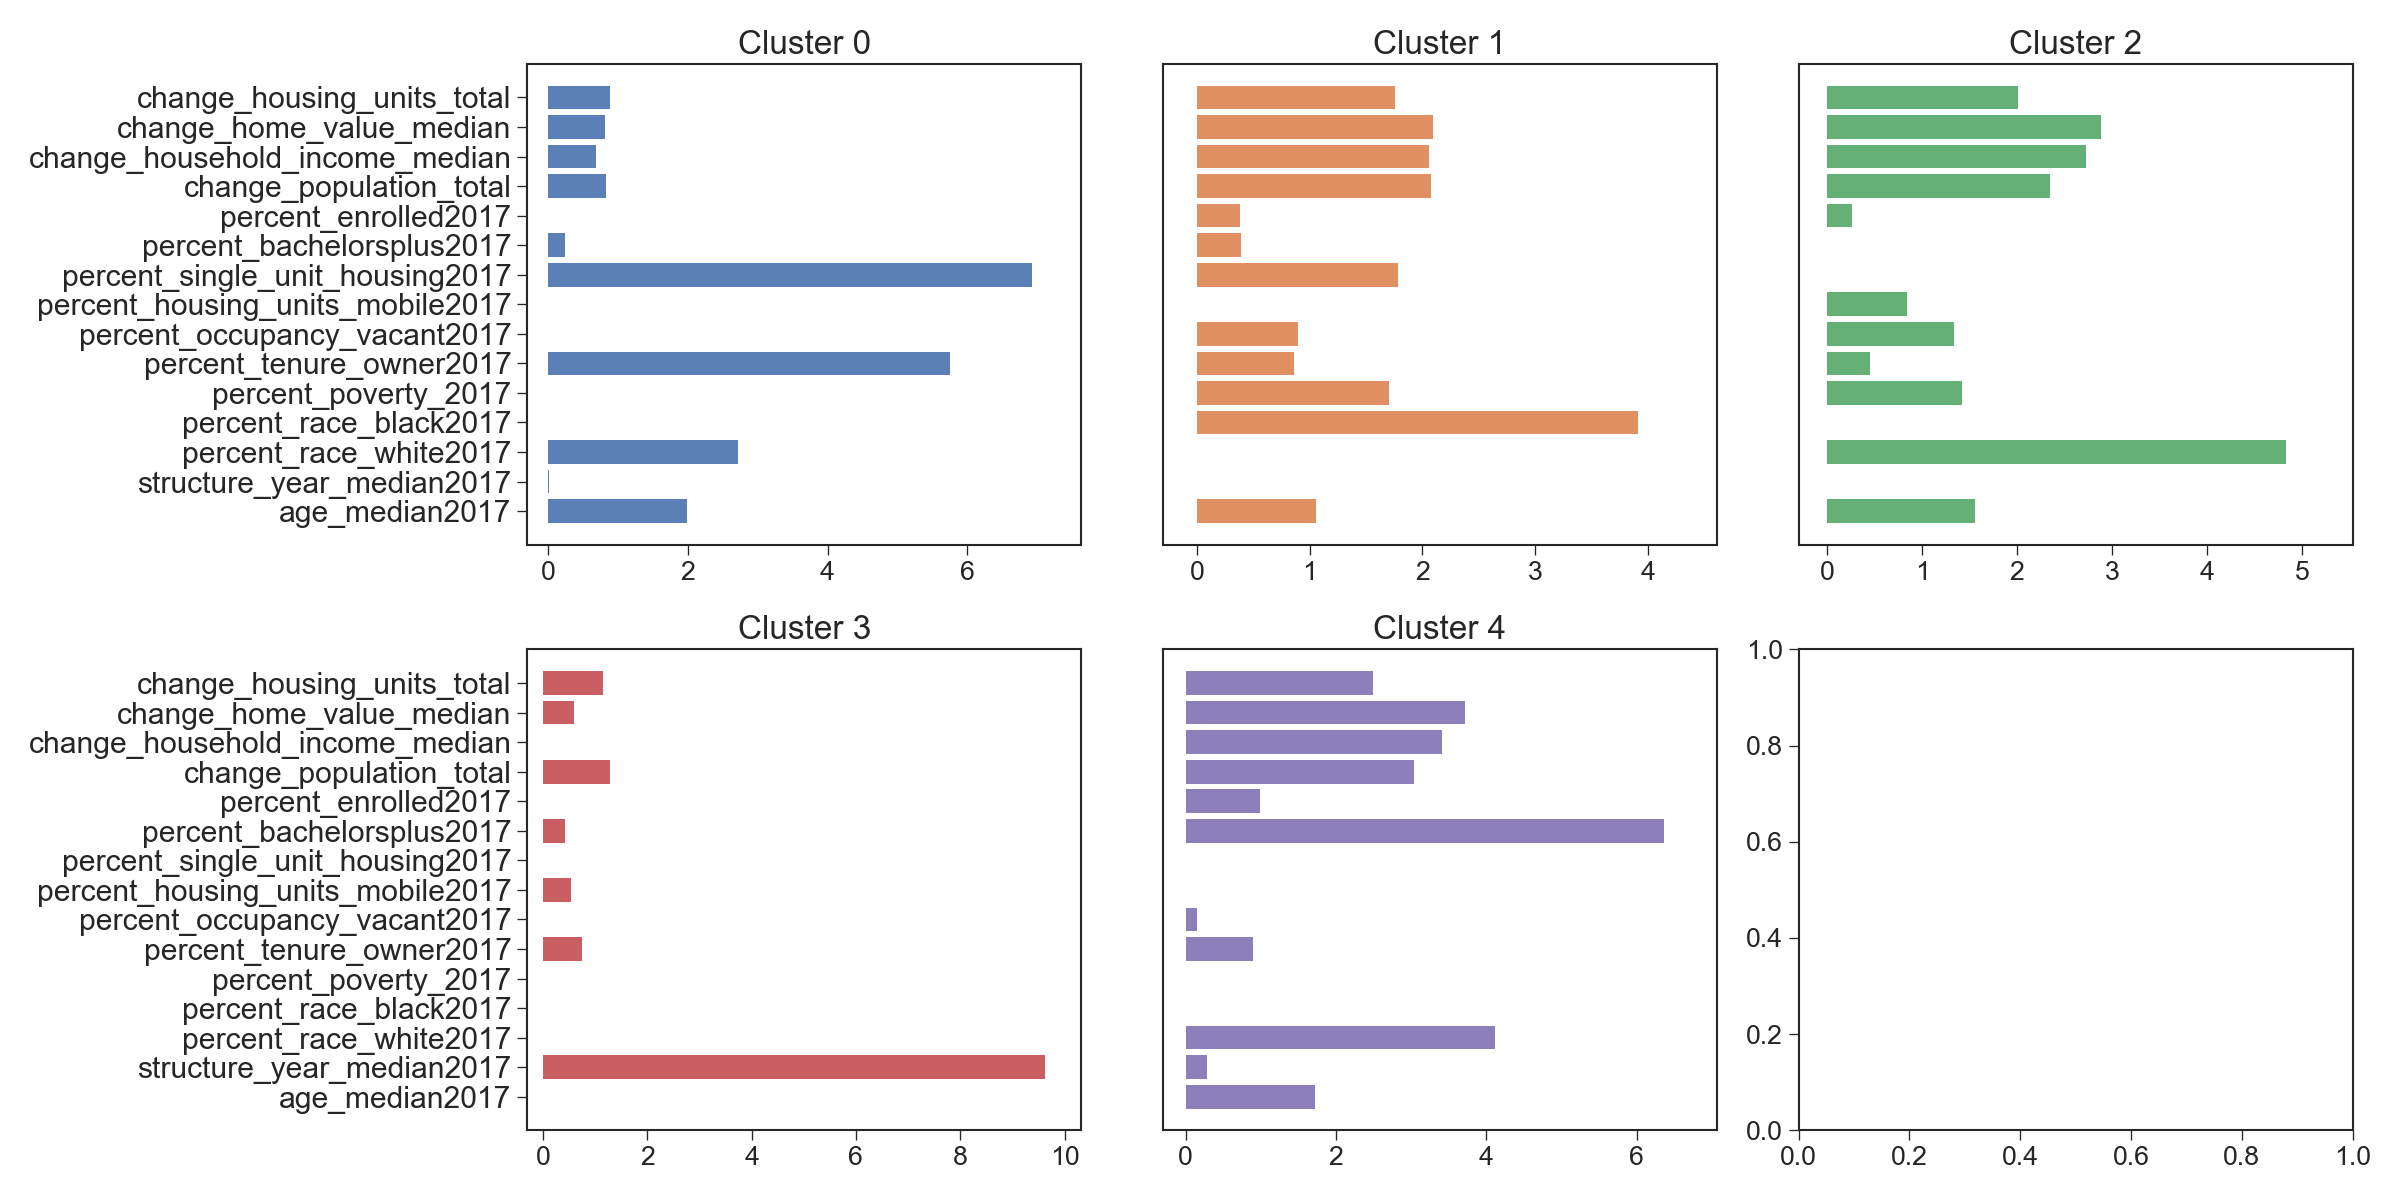 Cluster 0
change_housing_units_total
change_home_value_median
change_household_income_median
change_population_total
percent_enrolled2017
percent_bachelorsplus2017
percent_single_unit_housing2017
percent_housing_units_mobile2017
percent_occupancy_vacant2017
percent_tenure_owner2017
percent_poverty_2017
percent_race_black2017
percent_race_white2017
structure_year_median2017
age_median2017
0 2 4 6
Cluster 1
0 1 2 3 4
Cluster 2
0 1 2 3 4 5
Cluster 3
change_housing_units_total
change_home_value_median
change_household_income_median
change_population_total
percent_enrolled2017
percent_bachelorsplus2017
percent_single_unit_housing2017
percent_housing_units_mobile2017
percent_occupancy_vacant2017
percent_tenure_owner2017
percent_poverty_2017
percent_race_black2017
percent_race_white2017
structure_year_median2017
age_median2017
0 2 4 6 8 10
Cluster 4
0 2 4 6
1.0
0.8
0.6
0.4
0.2
0.0
0.0 0.2 0.4 0.6 0.8 1.0